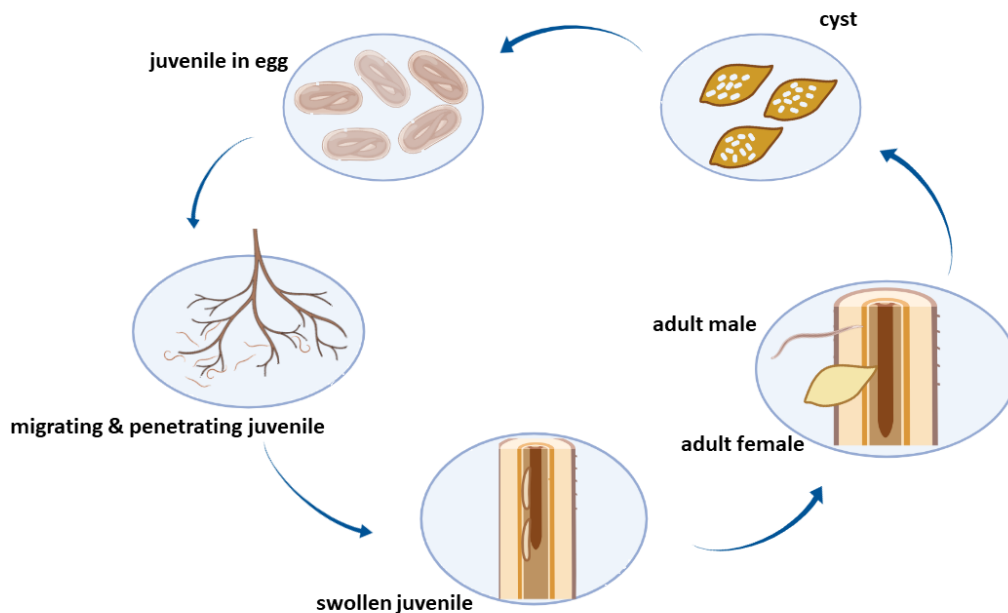 cyst
juvenile in egg
adult male
migrating & penetrating juvenile
adult female
swollen juvenile